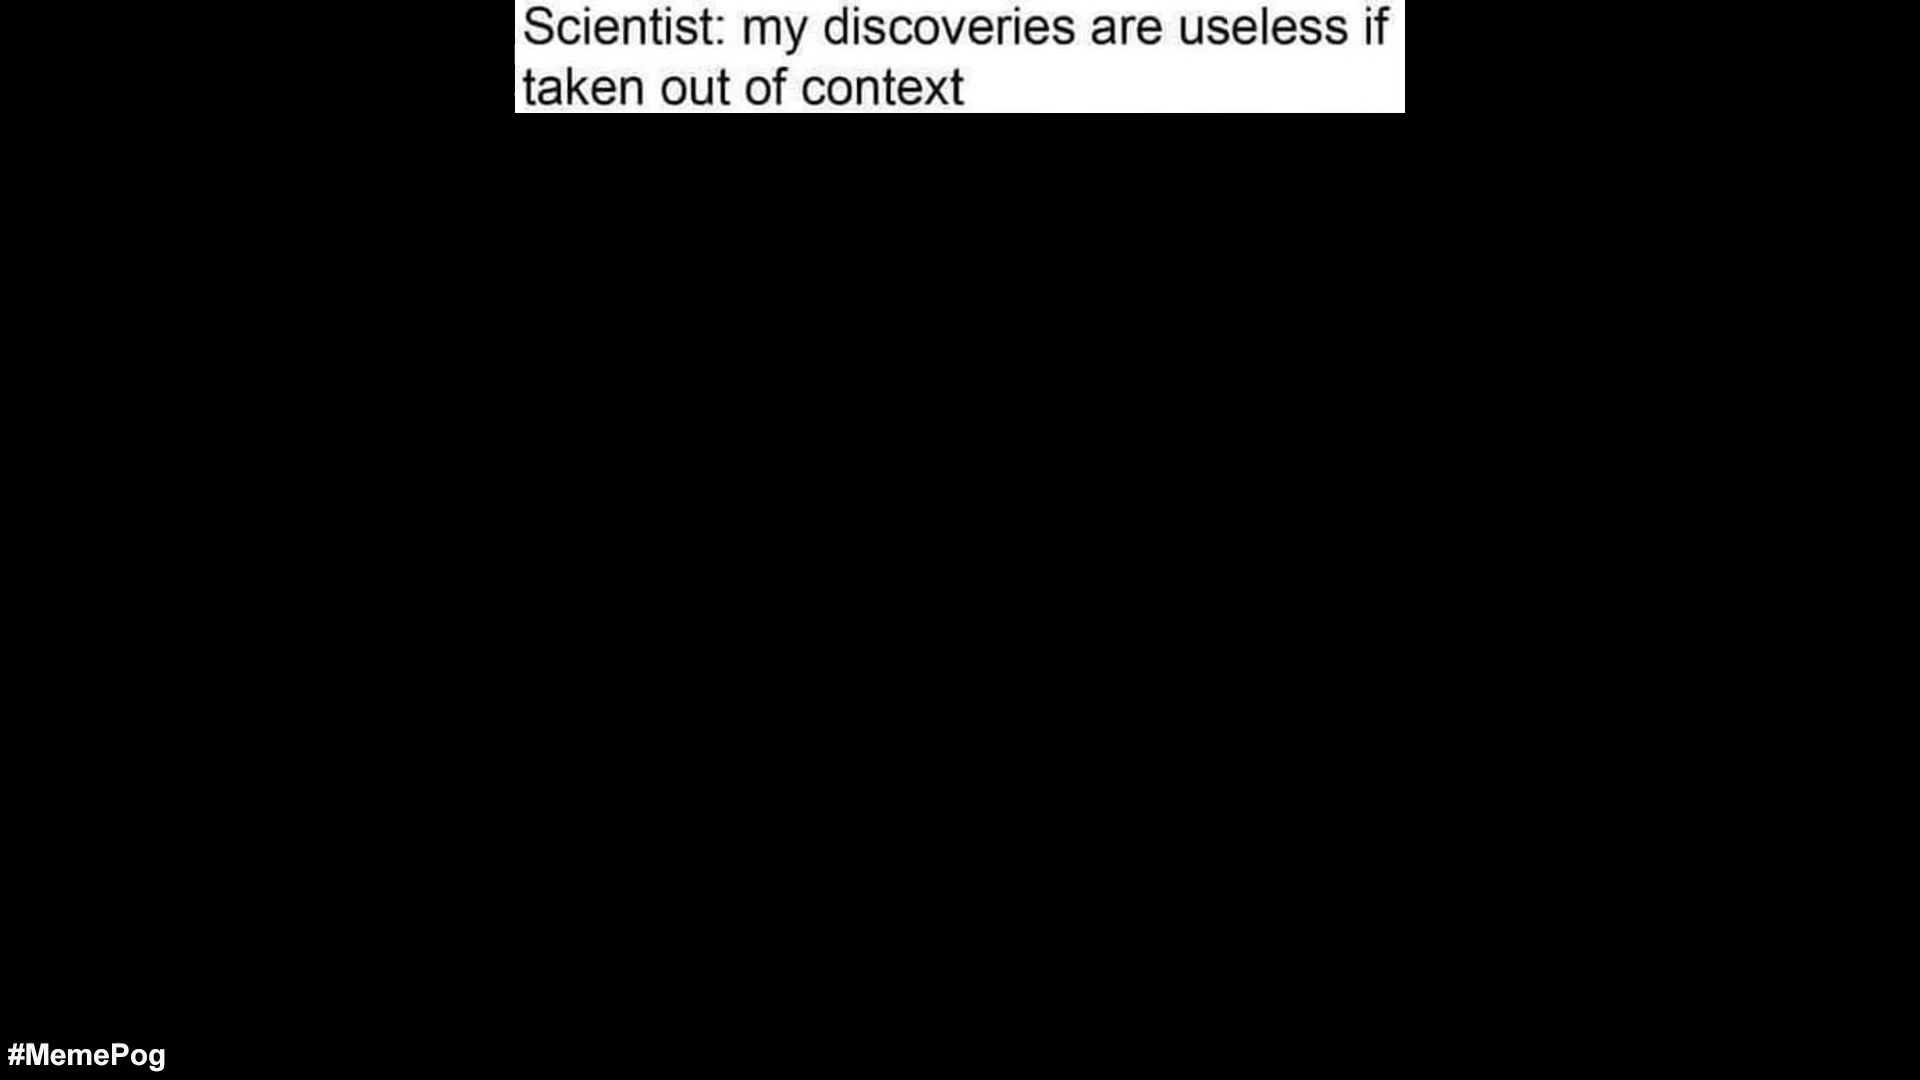 Scientist: my discoveries are useless if
taken out of context
#MemePog